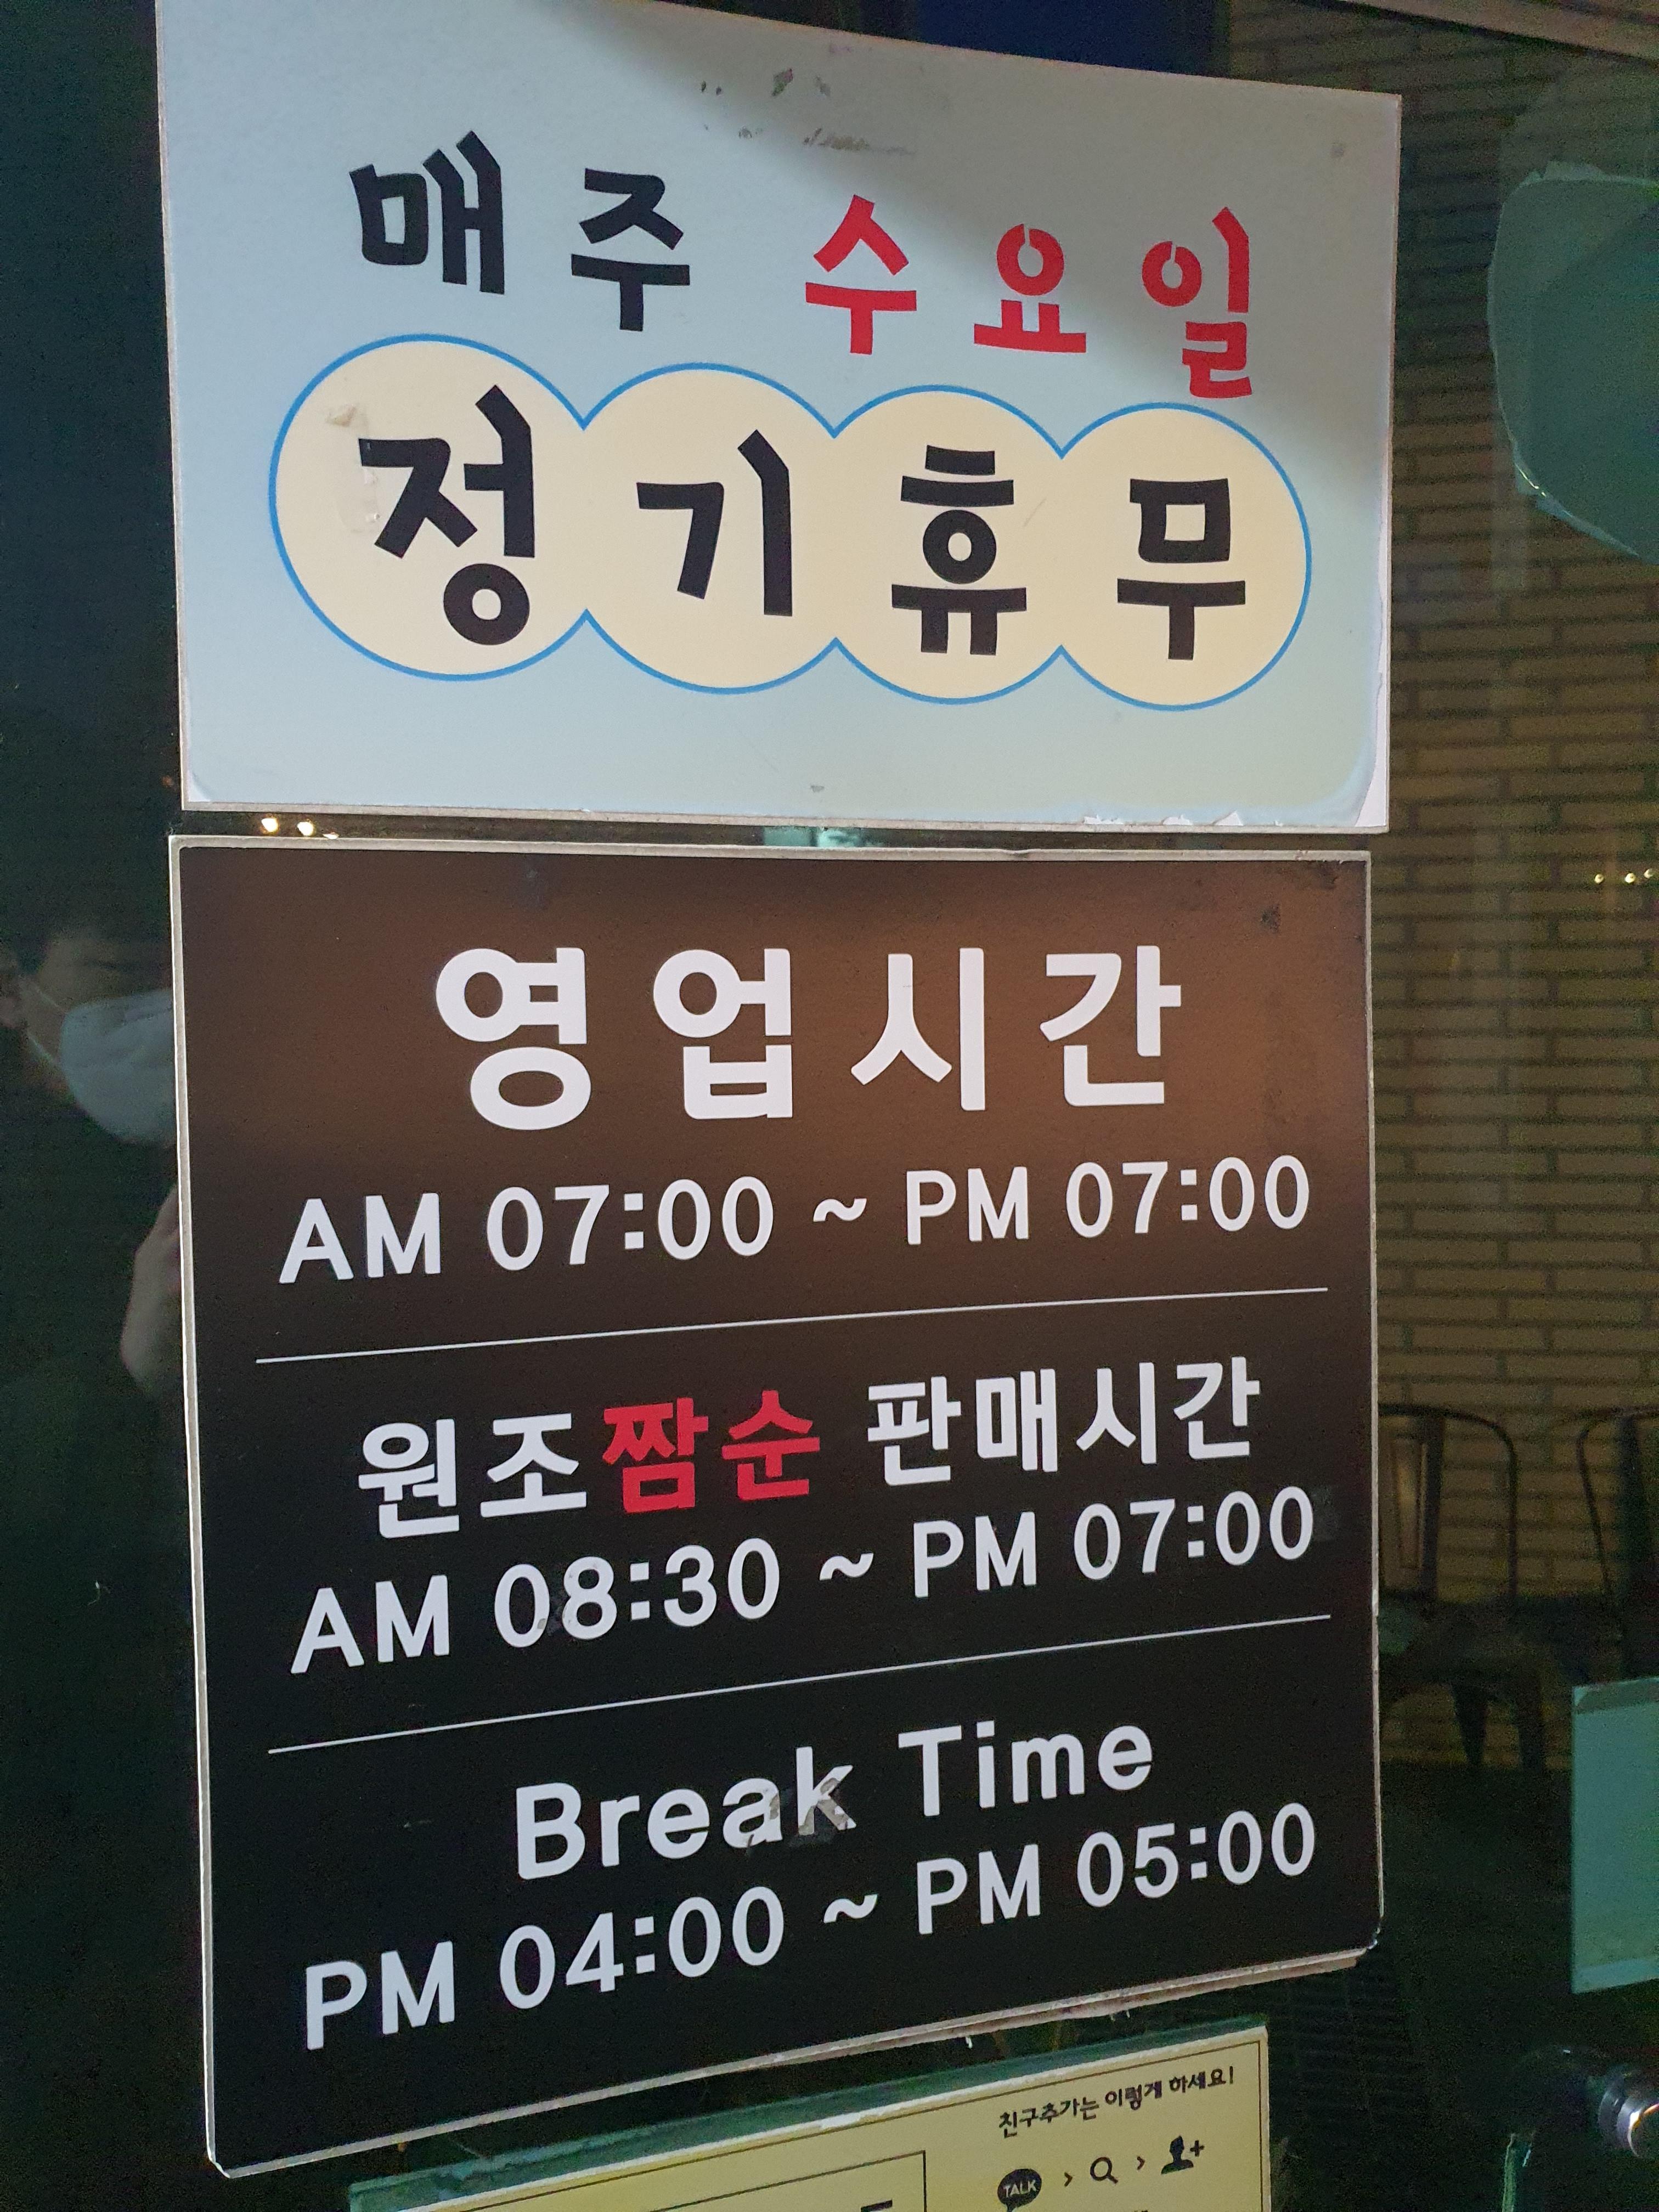 매주 수요일
정기휴무
영업시간
AM 07:00 ~ PM 07:00
원조짬순 판매시간
AM 08:30 ~ PM 07:00
Break Time
PM 04:00 ~ PM 05:00
친구추가는 이렇게 하세요!
TALK > >